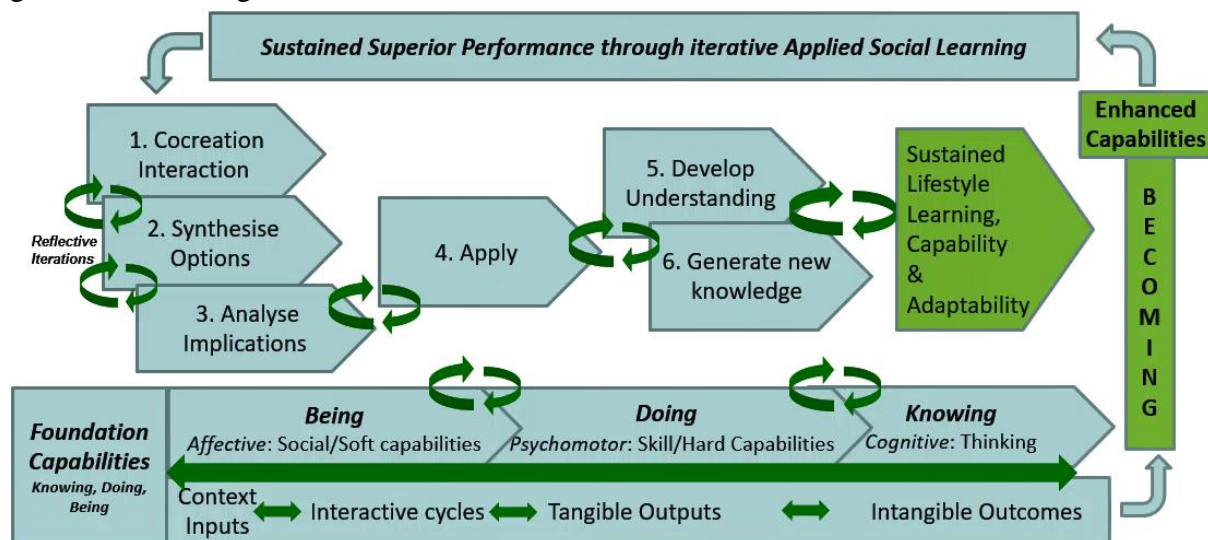 Sustained Superior Performance through iterative Applied Social Learning
1. Cocreation
Interaction
2. Synthesise
Options
3. Analyse
Implications
Reflective
Iterations
4. Apply
5. Develop
Understanding
6. Generate new
knowledge
Sustained
Lifestyle
Learning,
Capability
&
Adaptability
Enhanced
Capabilities
B
E
C
O
M
I
N
G
Foundation
Capabilities
Knowing, Doing,
Being
Being
Affective: Social/Soft capabilities
Doing
Psychomotor: Skill/Hard Capabilities
Knowing
Cognitive: Thinking
Context
Inputs
Interactive cycles
Tangible Outputs
Intangible Outcomes